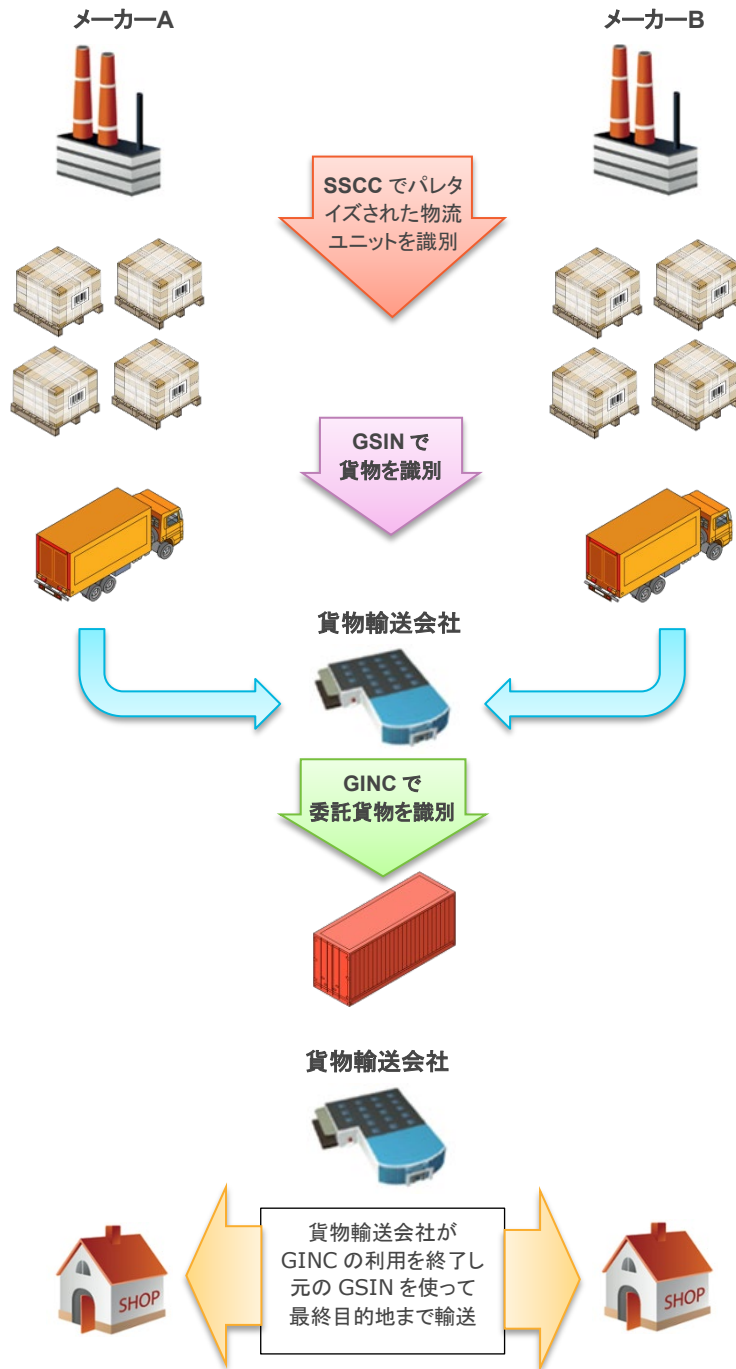 メーカーA
メーカーB
SSCC でパレタ
イズされた物流
ユニットを識別
GSIN で
貨物を識別
貨物輸送会社
GINC で
委託貨物を識別
貨物輸送会社
貨物輸送会社が
GINC の利用を終了し
元の GSIN を使って
最終目的地まで輸送
SHOP
SHOP